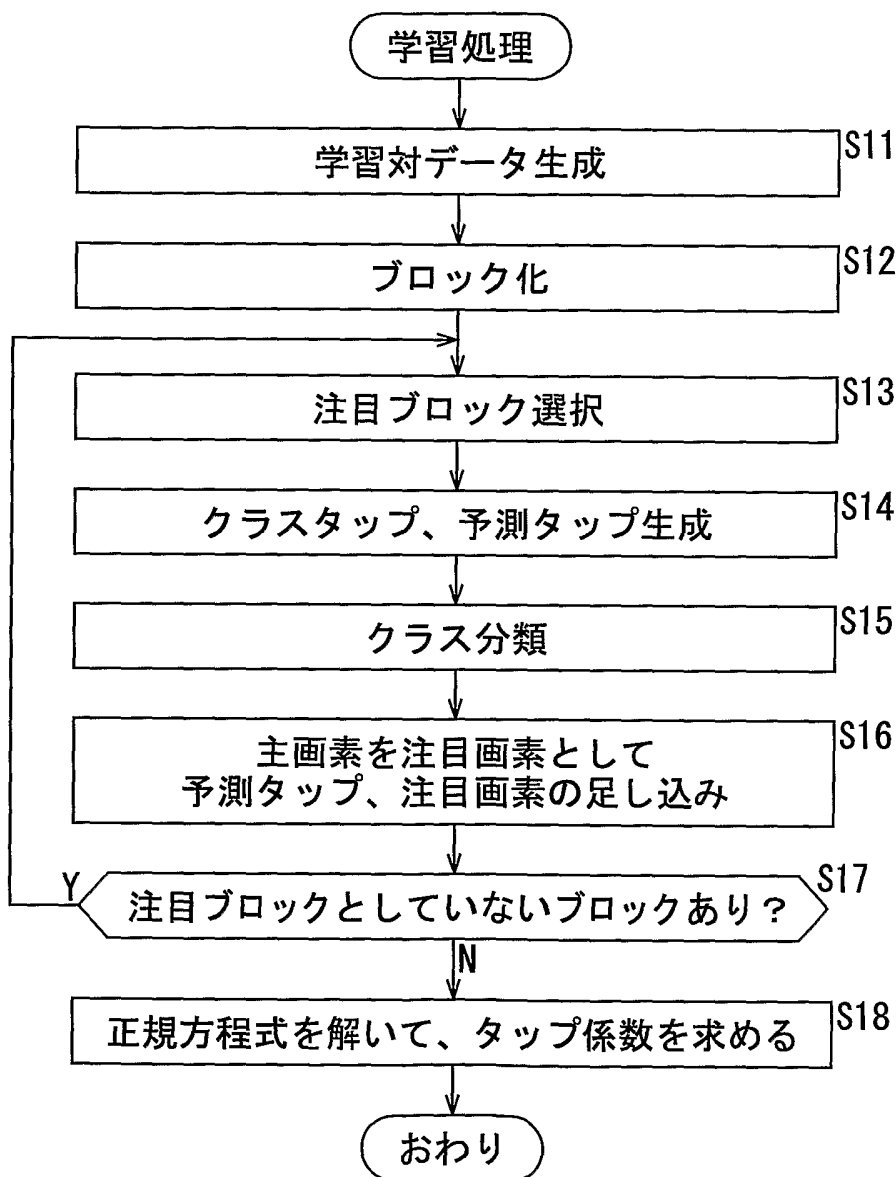 学習処理
学習対データ生成
S11
ブロック化
S12
注目ブロック選択
S13
クラスタップ、予測タップ生成
S14
クラス分類
S15
主画素を注目画素として
予測タップ、注目画素の足し込み
S16
Y
注目ブロックとしていないブロックあり?
S17
N
正規方程式を解いて、タップ係数を求める
S18
おわり